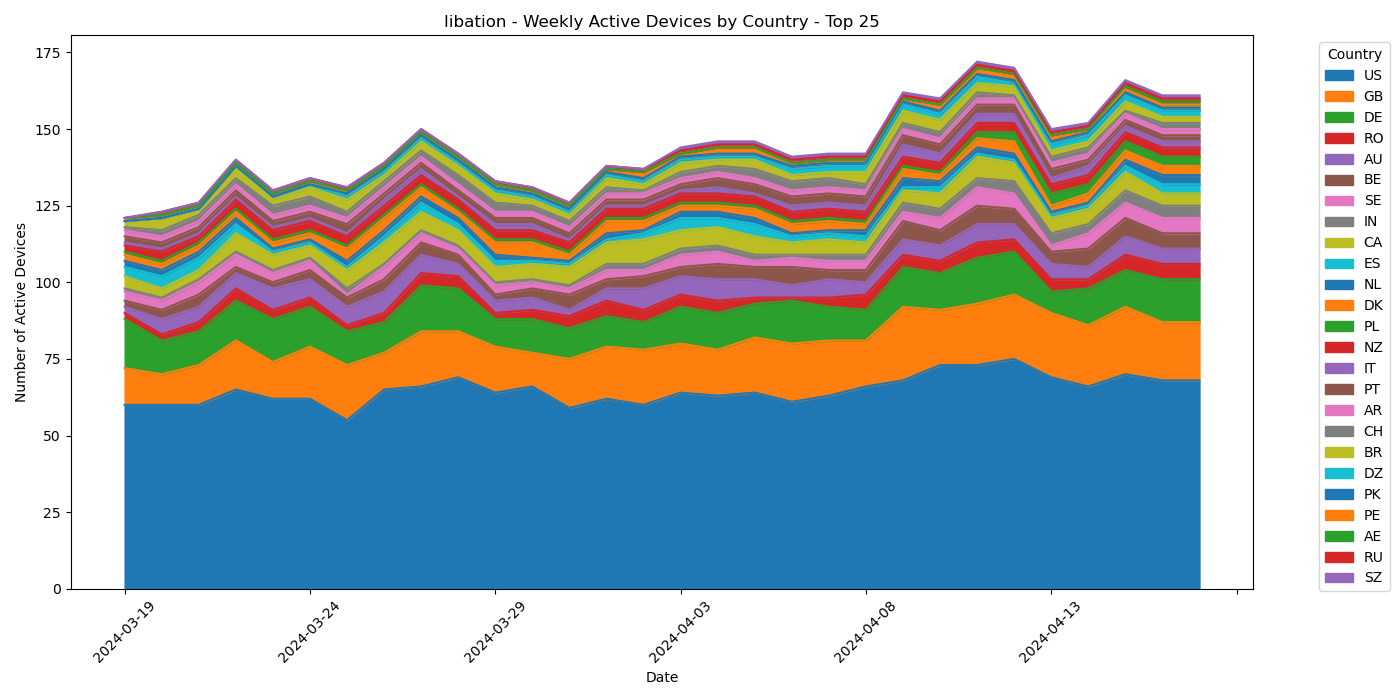 libation - Weekly Active Devices by Country - Top 25
Number of Active Devices
175
150
125
100
75
50
25
0
2024-03-19
2024-03-24
2024-03-29
2024-04-03
2024-04-08
2024-04-13
Date
Country
US
GB
DE
RO
AU
BE
SE
IN
CA
ES
NL
DK
PL
NZ
IT
PT
AR
CH
BR
DZ
PK
PE
AE
RU
SZ